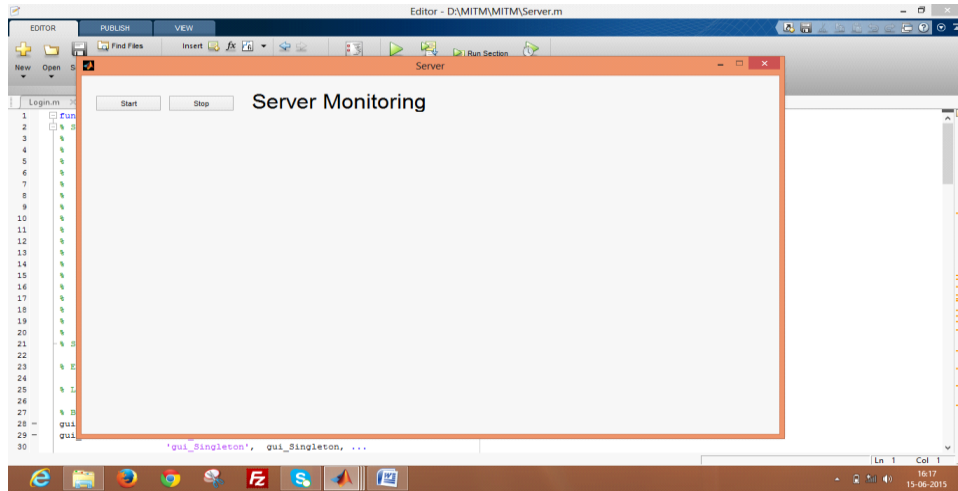 Editor - D:\MITM\MITM\Server.m
EDITOR PUBLISH VIEW
Find Files Insert fx Run Section
New Open S
Server
Start Stop Server Monitoring
Login.m
1 fun
2 % S
3 %
4 %
5 %
6 %
7 %
8 %
9 %
10 %
11 %
12 %
13 %
14 %
15 %
16 %
17 %
18 %
19 %
20 %
21 % S
22
23 % E
24
25 % L
26
27 % B
28 gui
29 gui
30 'gui_Singleton', gui_Singleton, ...
Ln 1 Col 1
16:17
15-06-2015